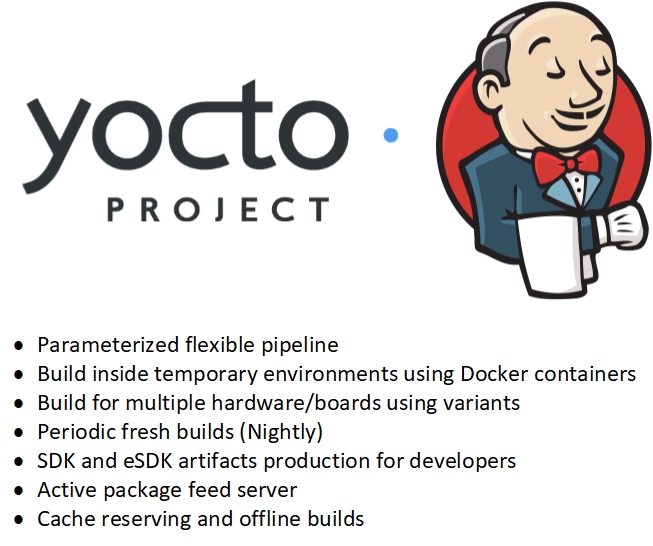 yocto
PROJECT
• Parameterized flexible pipeline
• Build inside temporary environments using Docker containers
• Build for multiple hardware/boards using variants
• Periodic fresh builds (Nightly)
• SDK and eSDK artifacts production for developers
• Active package feed server
• Cache reserving and offline builds